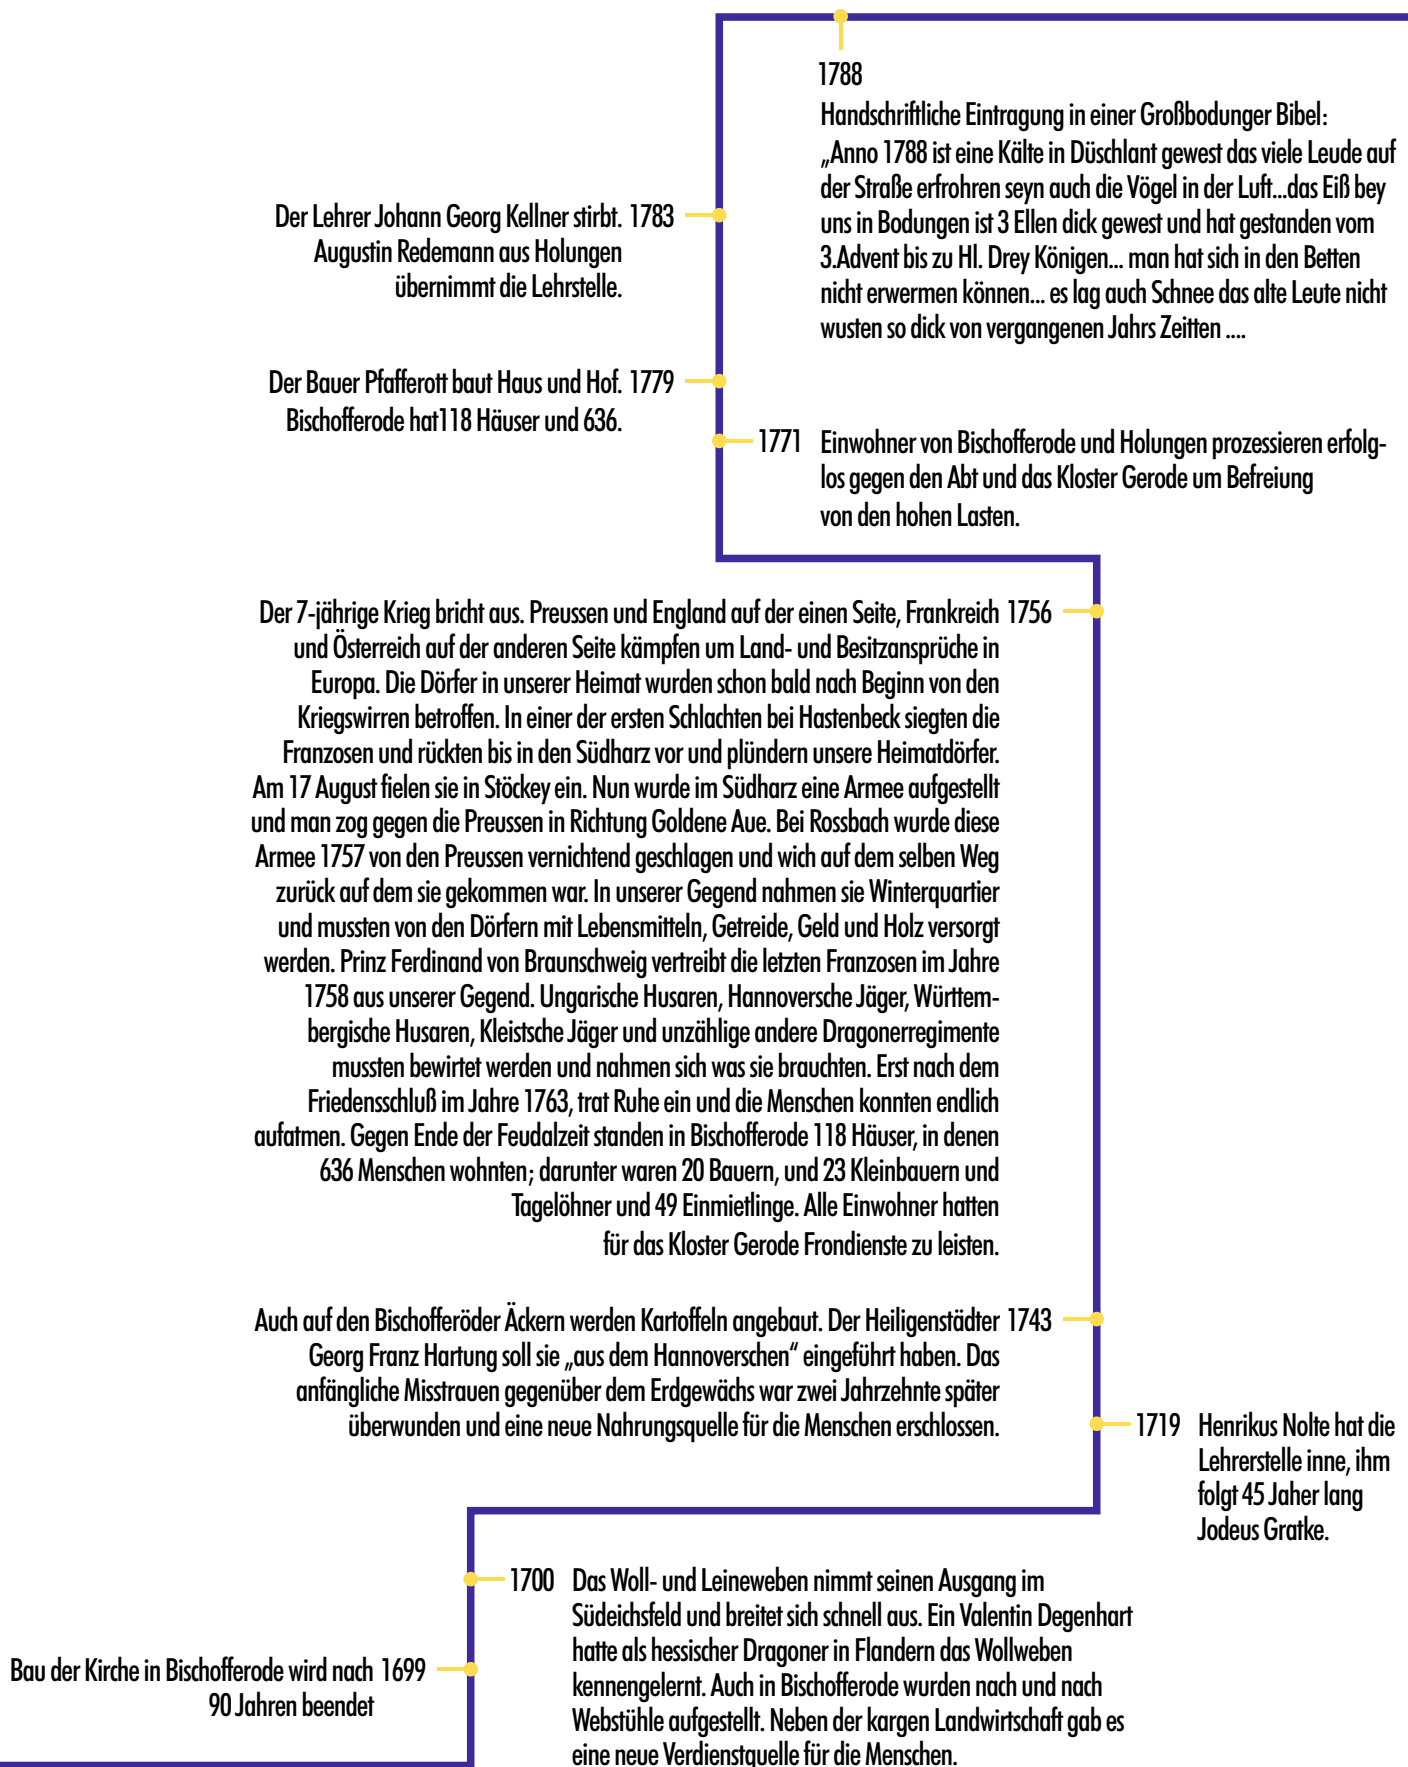 1788
Handschriftliche Eintragung in einer Großbodunger Bibel:
„Anno 1788 ist eine Kälte in Düschlant gewest das viele Leude auf
der Straße erfrohren seyn auch die Vögel in der Luft...das Eiß bey
uns in Bodungen ist 3 Ellen dick gewest und hat gestanden vom
3.Advent bis zu Hl. Drey Königen... man hat sich in den Betten
nicht erwermen können... es lag auch Schnee das alte Leute nicht
wusten so dick von vergangenen Jahrs Zeitten ....
Der Lehrer Johann Georg Kellner stirbt. 1783
Augustin Redemann aus Holungen
übernimmt die Lehrstelle.
Der Bauer Pfafferott baut Haus und Hof. 1779
Bischofferode hat118 Häuser und 636.
1771 Einwohner von Bischofferode und Holungen prozessieren erfolg-
los gegen den Abt und das Kloster Gerode um Befreiung
von den hohen Lasten.
Der 7-jährige Krieg bricht aus. Preussen und England auf der einen Seite, Frankreich 1756
und Österreich auf der anderen Seite kämpfen um Land- und Besitzansprüche in
Europa. Die Dörfer in unserer Heimat wurden schon bald nach Beginn von den
Kriegswirren betroffen. In einer der ersten Schlachten bei Hastenbeck siegten die
Franzosen und rückten bis in den Südharz vor und plündern unsere Heimatdörfer.
Am 17 August fielen sie in Stöckey ein. Nun wurde im Südharz eine Armee aufgestellt
und man zog gegen die Preussen in Richtung Goldene Aue. Bei Rossbach wurde diese
Armee 1757 von den Preussen vernichtend geschlagen und wich auf dem selben Weg
zurück auf dem sie gekommen war. In unserer Gegend nahmen sie Winterquartier
und mussten von den Dörfern mit Lebensmitteln, Getreide, Geld und Holz versorgt
werden. Prinz Ferdinand von Braunschweig vertreibt die letzten Franzosen im Jahre
1758 aus unserer Gegend. Ungarische Husaren, Hannoversche Jäger, Württem-
bergische Husaren, Kleistsche Jäger und unzählige andere Dragonerregimente
mussten bewirtet werden und nahmen sich was sie brauchten. Erst nach dem
Friedensschluß im Jahre 1763, trat Ruhe ein und die Menschen konnten endlich
aufatmen. Gegen Ende der Feudalzeit standen in Bischofferode 118 Häuser, in denen
636 Menschen wohnten; darunter waren 20 Bauern, und 23 Kleinbauern und
Tagelöhner und 49 Einmietlinge. Alle Einwohner hatten
für das Kloster Gerode Frondienste zu leisten.
Auch auf den Bischofferöder Äckern werden Kartoffeln angebaut. Der Heiligenstädter 1743
Georg Franz Hartung soll sie „aus dem Hannoverschen“ eingeführt haben. Das
anfängliche Misstrauen gegenüber dem Erdgewächs war zwei Jahrzehnte später
überwunden und eine neue Nahrungsquelle für die Menschen erschlossen.
1719 Henrikus Nolte hat die
Lehrerstelle inne, ihm
folgt 45 Jaher lang
Jodeus Gratke.
1700 Das Woll- und Leineweben nimmt seinen Ausgang im
Südeichsfeld und breitet sich schnell aus. Ein Valentin Degenhart
hatte als hessischer Dragoner in Flandern das Wollweben
kennengelernt. Auch in Bischofferode wurden nach und nach
Webstühle aufgestellt. Neben der kargen Landwirtschaft gab es
eine neue Verdienstquelle für die Menschen.
Bau der Kirche in Bischofferode wird nach 1699
90 Jahren beendet